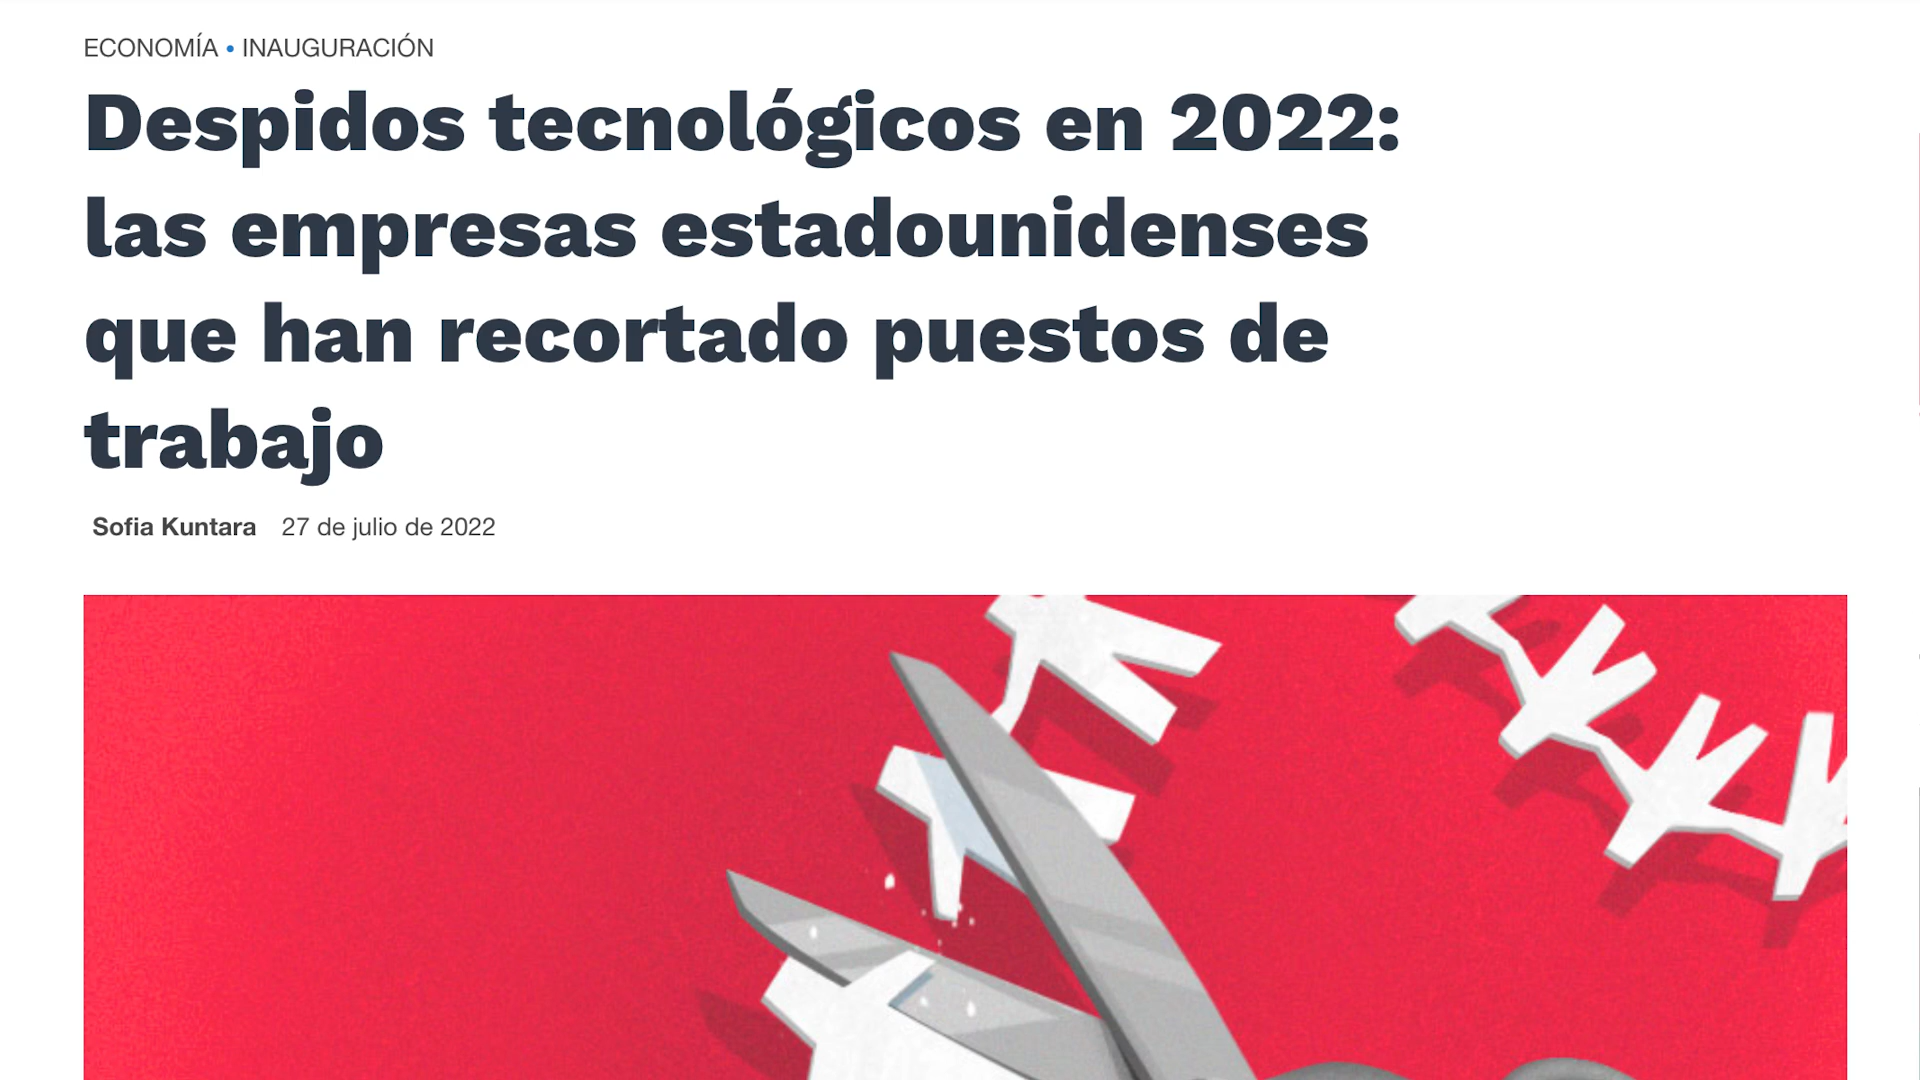 ECONOMÍA • INAUGURACIÓN
Despidos tecnológicos en 2022:
las empresas estadounidenses
que han recortado puestos de
trabajo
Sofia Kuntara 27 de julio de 2022